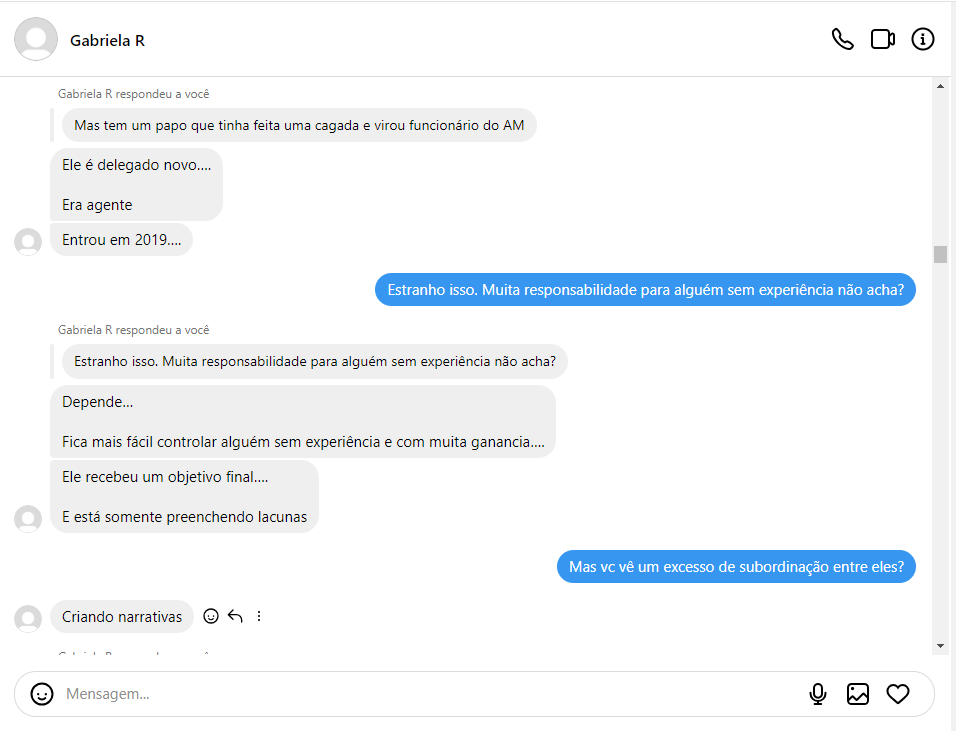 Gabriela R
Gabriela R respondeu a você
Mas tem um papo que tinha feita uma cagada e virou funcionário do AM
Ele é delegado novo....
Era agente
Entrou em 2019....
Estranho isso. Muita responsabilidade para alguém sem experiência não acha?
Gabriela R respondeu a você
Estranho isso. Muita responsabilidade para alguém sem experiência não acha?
Depende...
Fica mais fácil controlar alguém sem experiência e com muita ganancia....
Ele recebeu um objetivo final....
E está somente preenchendo lacunas
Mas vc vê um excesso de subordinação entre eles?
Criando narrativas
Mensagem...